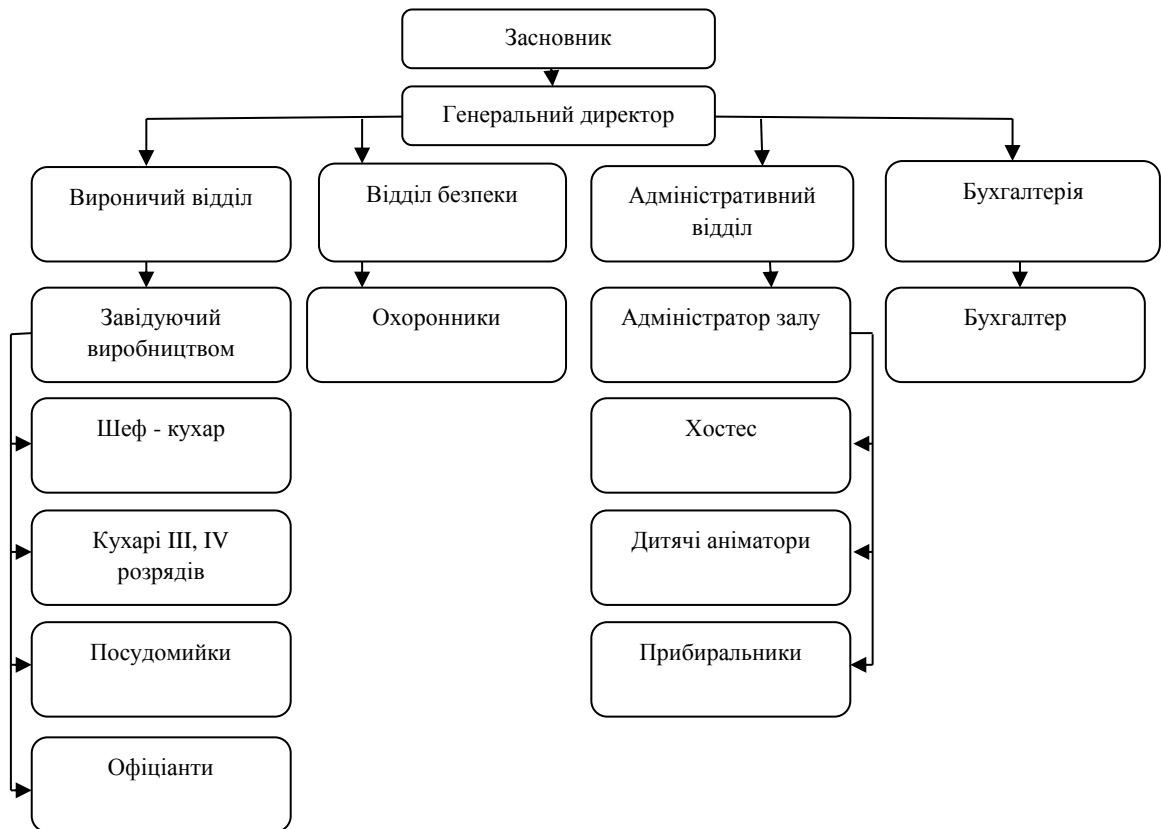 Засновник
Генеральний директор
Вироничий відділ
Відділ безпеки
Адміністративний
відділ
Бухгалтерія
Завідуючий
виробництвом
Охоронники
Адміністратор залу
Бухгалтер
Шеф - кухар
Хостес
Кухарі III, IV
розрядів
Дитячі аніматори
Посудомийки
Прибиральники
Офіціанти